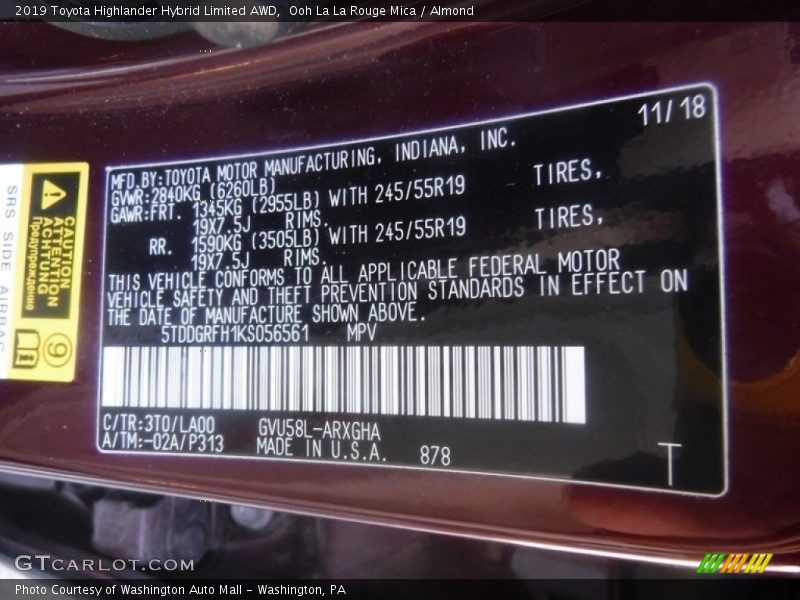 2019 Toyota Highlander Hybrid Limited AWD,  Ooh La La Rouge Mica / Almond
11/18
MFD.BY:TOYOTA MOTOR MANUFACTURING, INDIANA, INC.
GVWR:2840KG (6260LB)
GAWR:FRT. 1345KG (2955LB) WITH 245/55R19 TIRES,
19X7.5J RIMS.
RR. 1590KG (3505LB) WITH 245/55R19 TIRES,
19X7.5J RIMS.
THIS VEHICLE CONFORMS TO ALL APPLICABLE FEDERAL MOTOR
VEHICLE SAFETY AND THEFT PREVENTION STANDARDS IN EFFECT ON
THE DATE OF MANUFACTURE SHOWN ABOVE.
5TDDGRFH1KS056561 MPV
C/TR:3T0/LA00 GVU58L-ARXGHA
A/TM:-02A/P313 MADE IN U.S.A. 878
T
SRS SIDE AIRBAG
CAUTION
ATTENTION
ACHTUNG
Предупреждение
9
GTCARLOT.COM
Photo Courtesy of Washington Auto Mall - Washington, PA